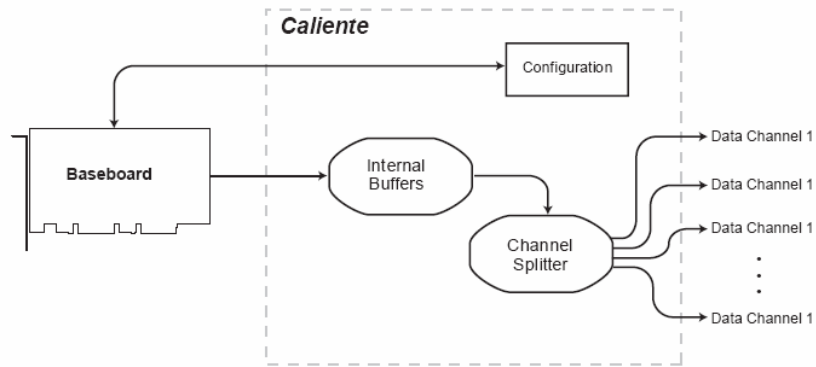 Caliente
Configuration
Baseboard
Internal
Buffers
Channel
Splitter
Data Channel 1
Data Channel 1
Data Channel 1
Data Channel 1